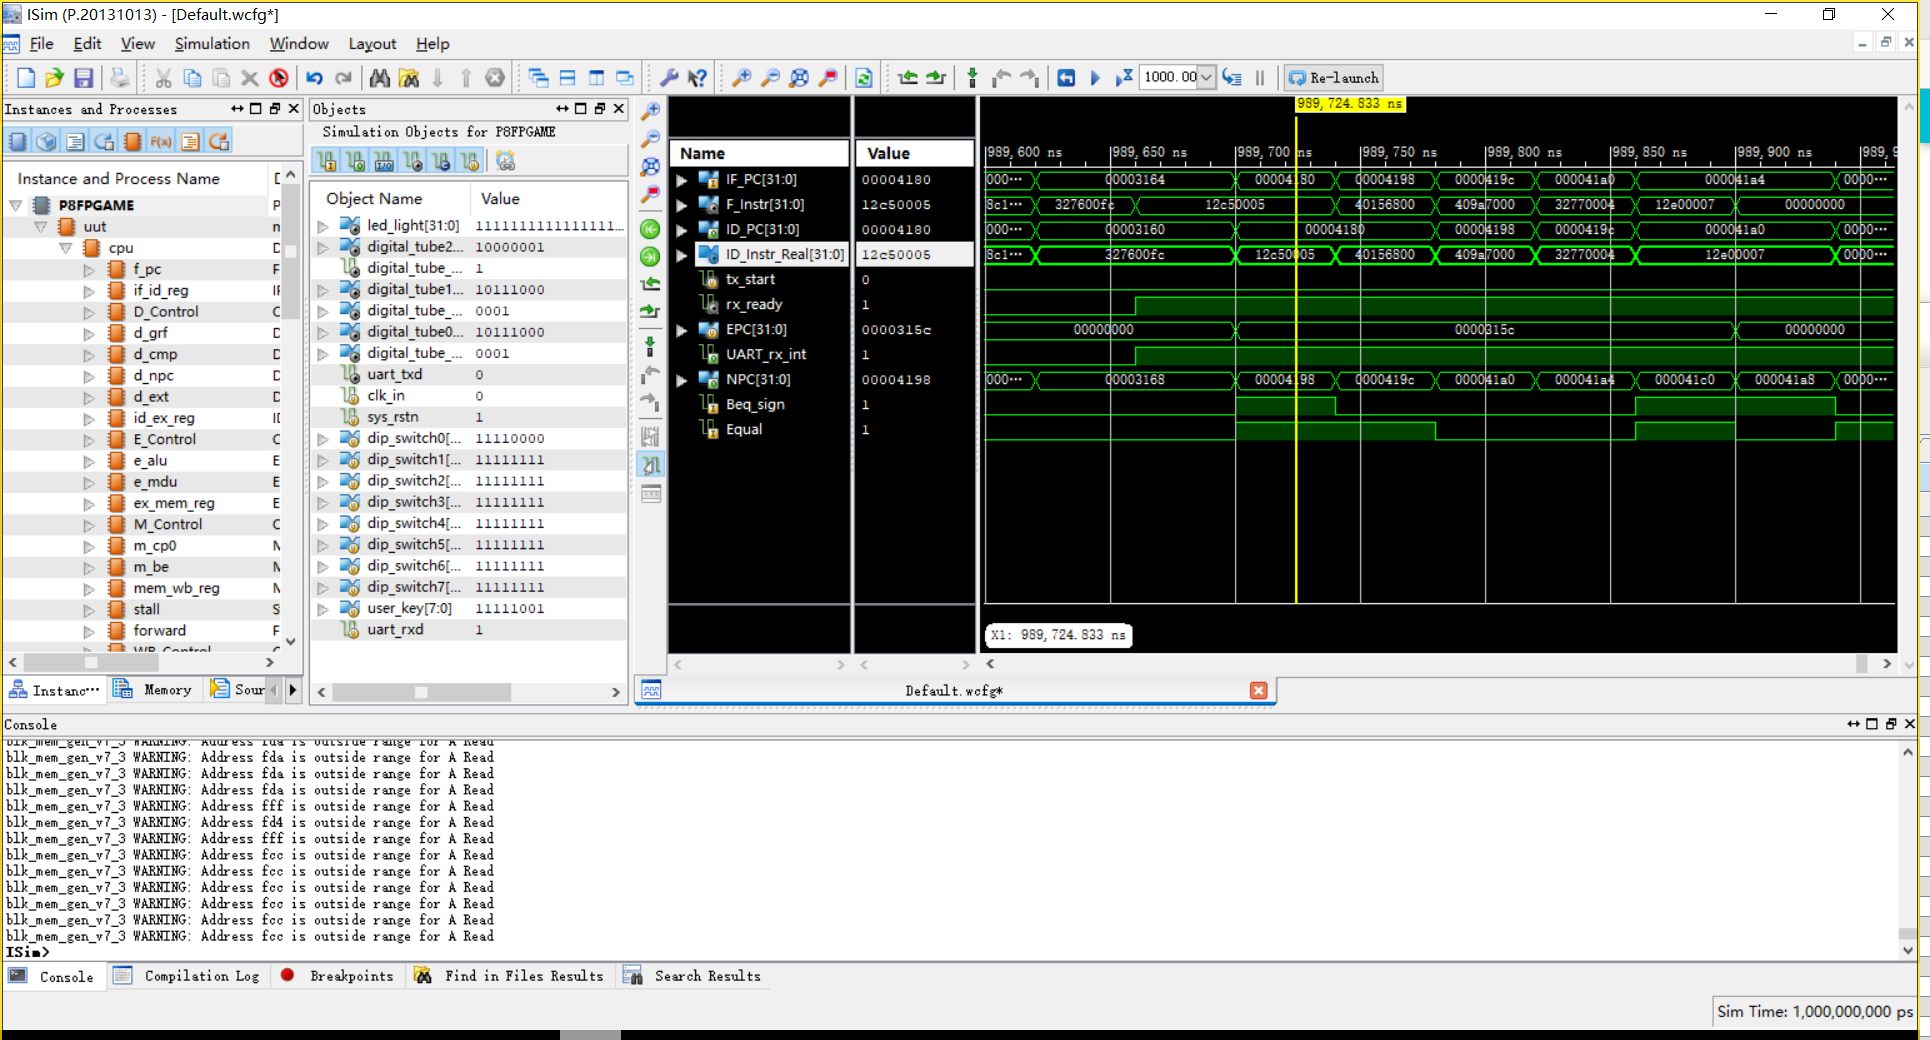 ISim (P.20131013) - [Default.wcfg*]
File Edit View Simulation Window Layout Help
1000.00 Re-launch
Instances and Processes
Instance and Process Name
P8FPGAME P
uut n
cpu D
f_pc F
if_id_reg IF
D_Control C
d_grf D
d_cmp D
d_npc D
d_ext D
id_ex_reg ID
E_Control C
e_alu E
e_mdu E
ex_mem_reg E
M_Control C
m_cp0 M
m_be M
mem_wb_reg M
stall S
forward F
WB_Control
Instanc··· Memory Sour
Objects
Simulation Objects for P8FPGAME
Object Name Value
led_light[31:0] 1111111111111111...
digital_tube2... 10000001
digital_tube_... 1
digital_tube1... 10111000
digital_tube_... 0001
digital_tube0... 10111000
digital_tube_... 0001
uart_txd 0
clk_in 0
sys_rstn 1
dip_switch0[... 11110000
dip_switch1[... 11111111
dip_switch2[... 11111111
dip_switch3[... 11111111
dip_switch4[... 11111111
dip_switch5[... 11111111
dip_switch6[... 11111111
dip_switch7[... 11111111
user_key[7:0] 11111001
uart_rxd 1
989,724.833 ns
Name Value 989,600 ns 989,650 ns 989,700 ns 989,750 ns 989,800 ns 989,850 ns 989,900 ns 989,9
IF_PC[31:0] 00004180 000··· 00003164 00004180 00004198 0000419c 000041a0 000041a4 0000···
F_Instr[31:0] 12c50005 8c1··· 327600fc 12c50005 40156800 409a7000 32770004 12e00007 00000000
ID_PC[31:0] 00004180 000··· 00003160 00004180 00004198 0000419c 000041a0 0000···
ID_Instr_Real[31:0] 12c50005 8c1··· 327600fc 12c50005 40156800 409a7000 32770004 12e00007 0000···
tx_start 0
rx_ready 1
EPC[31:0] 0000315c 00000000 0000315c 00000000
UART_rx_int 1
NPC[31:0] 00004198 000··· 00003168 00004198 0000419c 000041a0 000041a4 000041c0 000041a8 0000···
Beq_sign 1
Equal 1
X1: 989,724.833 ns
Default.wcfg*
Console
blk_mem_gen_v7_3 WARNING: Address fda is outside range for A Read
blk_mem_gen_v7_3 WARNING: Address fda is outside range for A Read
blk_mem_gen_v7_3 WARNING: Address fda is outside range for A Read
blk_mem_gen_v7_3 WARNING: Address fda is outside range for A Read
blk_mem_gen_v7_3 WARNING: Address fff is outside range for A Read
blk_mem_gen_v7_3 WARNING: Address fd4 is outside range for A Read
blk_mem_gen_v7_3 WARNING: Address fff is outside range for A Read
blk_mem_gen_v7_3 WARNING: Address fcc is outside range for A Read
blk_mem_gen_v7_3 WARNING: Address fcc is outside range for A Read
blk_mem_gen_v7_3 WARNING: Address fcc is outside range for A Read
blk_mem_gen_v7_3 WARNING: Address fcc is outside range for A Read
blk_mem_gen_v7_3 WARNING: Address fcc is outside range for A Read
blk_mem_gen_v7_3 WARNING: Address fcc is outside range for A Read
ISim>
Console Compilation Log Breakpoints Find in Files Results Search Results
Sim Time: 1,000,000,000 ps